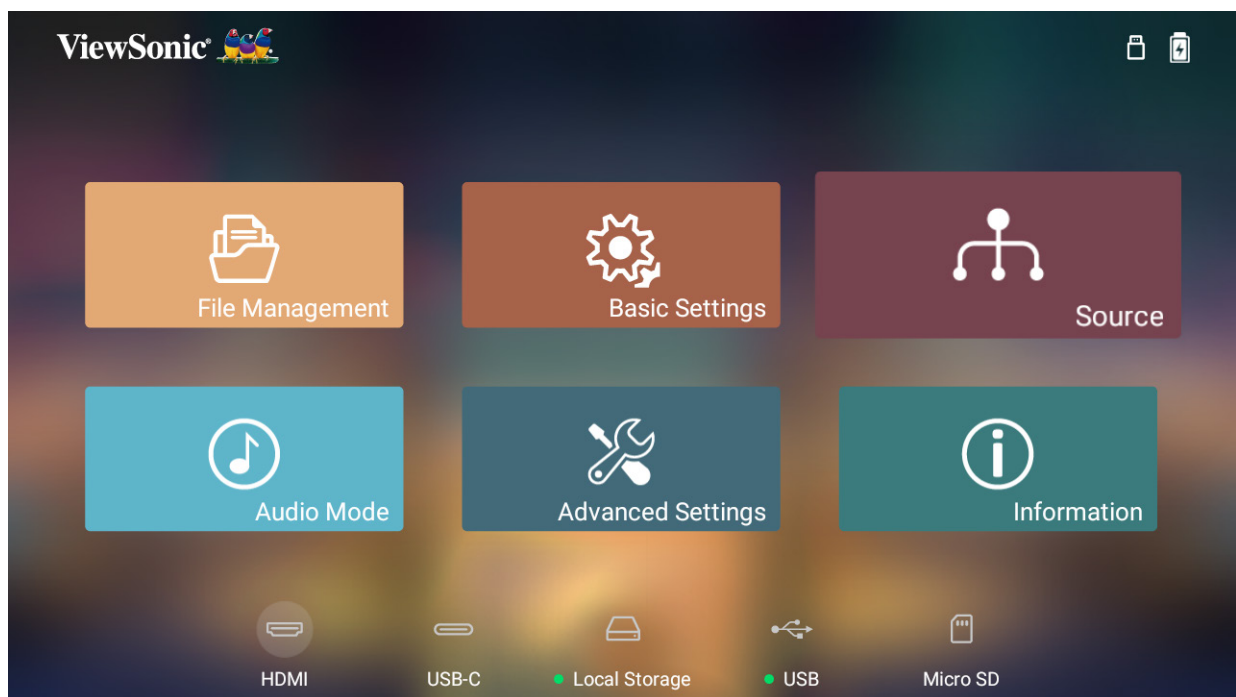 ViewSonic®
File Management
Basic Settings
Source
Audio Mode
Advanced Settings
Information
HDMI
USB-C
Local Storage
USB
Micro SD